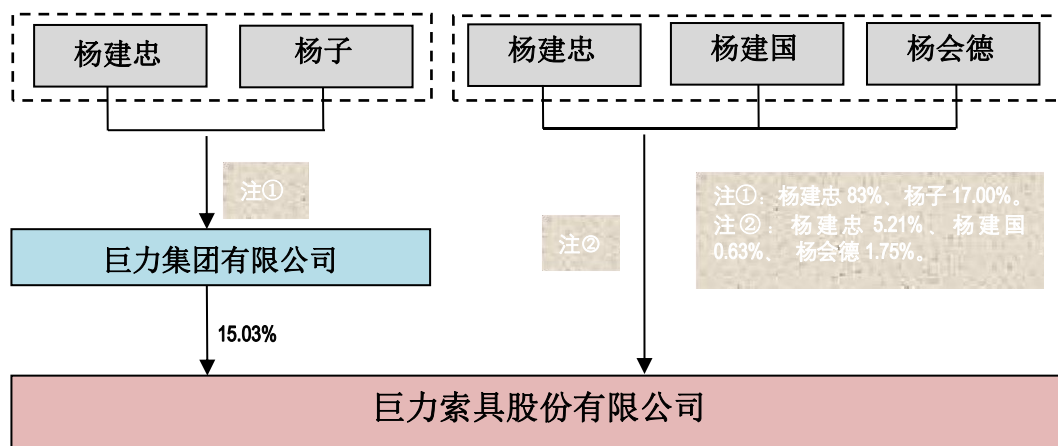 杨建忠
杨子
杨建忠
杨建国
杨会德
注①
注②
注①：杨建忠 83%、杨子 17.00%。
注②：杨建忠 5.21%、杨建国
0.63%、 杨会德 1.75%。
巨力集团有限公司
15.03%
巨力索具股份有限公司